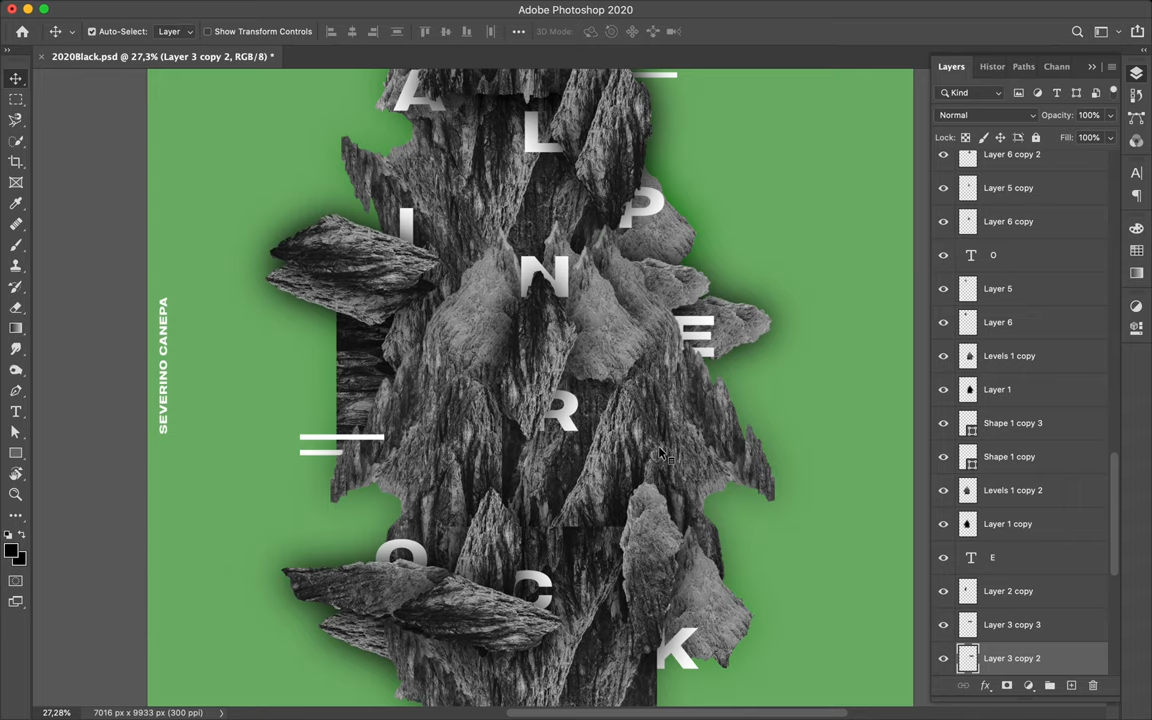 Adobe Photoshop 2020
Auto-Select: Layer Show Transform Controls 3D Mode:
2020Black.psd @ 27,3% (Layer 3 copy 2, RGB/8) *
Layers Histor Paths Chann
Kind
Normal Opacity: 100%
Lock: Fill: 100%
Layer 6 copy 2
Layer 5 copy
Layer 6 copy
O
Layer 5
Layer 6
Levels 1 copy
Layer 1
Shape 1 copy 3
Shape 1 copy
Levels 1 copy 2
Layer 1 copy
E
Layer 2 copy
Layer 3 copy 3
Layer 3 copy 2
A
L
P
I
N
E
R
O
C
K
SEVERINO CANEPA
27,28% 7016 px x 9933 px (300 ppi)